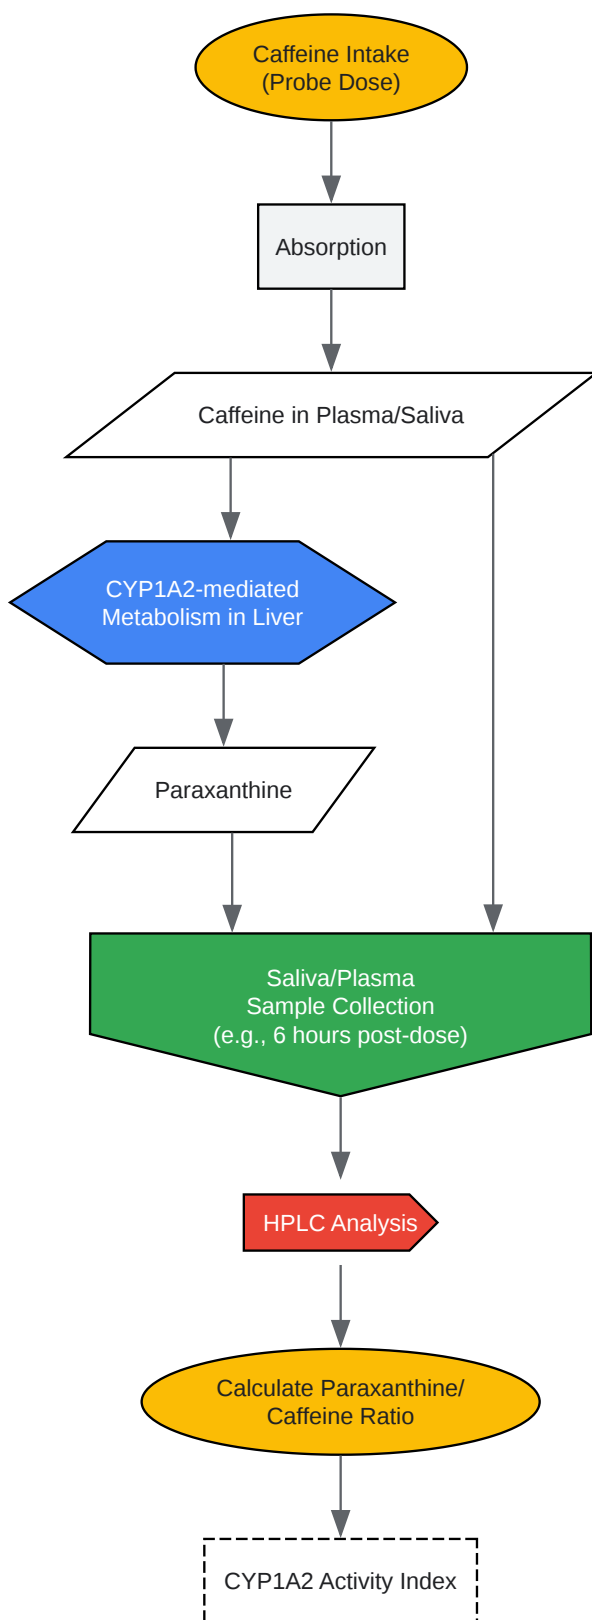 Caffeine Intake
(Probe Dose)
Absorption
Caffeine in Plasma/Saliva
CYP1A2-mediated
Metabolism in Liver
Paraxanthine
Saliva/Plasma
Sample Collection
(e.g., 6 hours post-dose)
HPLC Analysis
Calculate Paraxanthine/
Caffeine Ratio
CYP1A2 Activity Index